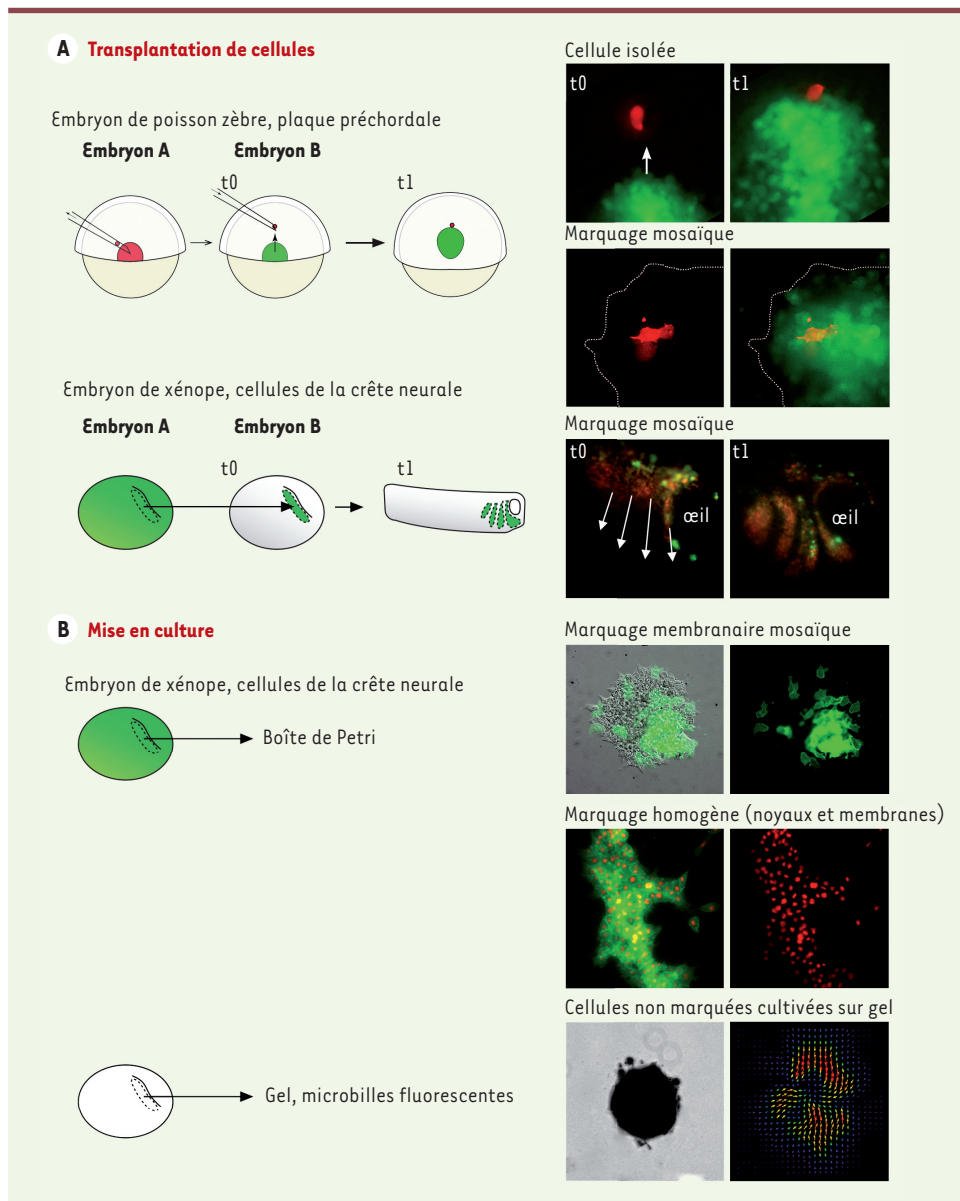 A Transplantation de cellules
Embryon de poisson zèbre, plaque préchordale
Embryon A Embryon B
t0 t1
Cellule isolée
t0 t1
Marquage mosaïque
Embryon de xénope, cellules de la crête neurale
Embryon A Embryon B
t0 t1
Marquage mosaïque
t0 t1
œil œil
B Mise en culture
Embryon de xénope, cellules de la crête neurale
Boîte de Petri
Marquage membranaire mosaïque
Marquage homogène (noyaux et membranes)
Cellules non marquées cultivées sur gel
Gel, microbilles fluorescentes